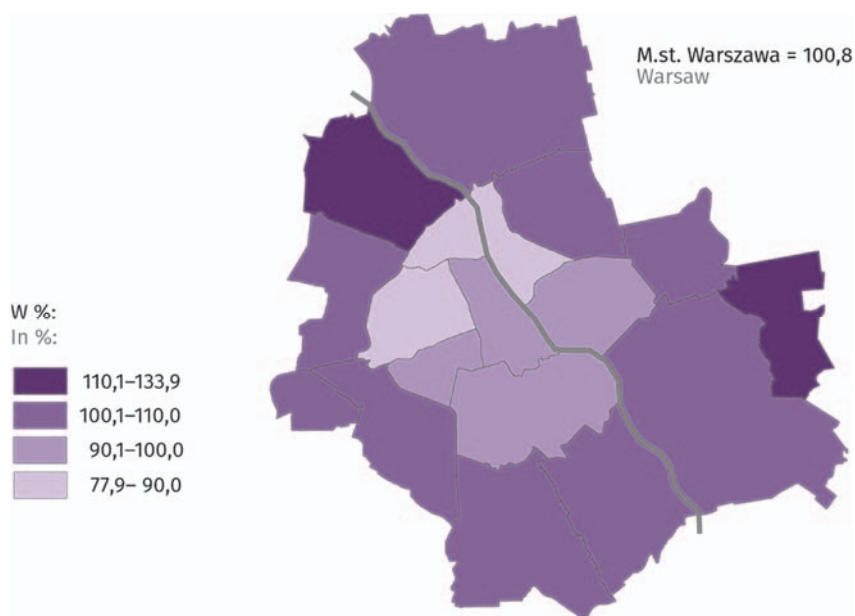 M.st. Warszawa = 100,8
Warsaw
W %:
In %:
110,1–133,9
100,1–110,0
90,1–100,0
77,9– 90,0